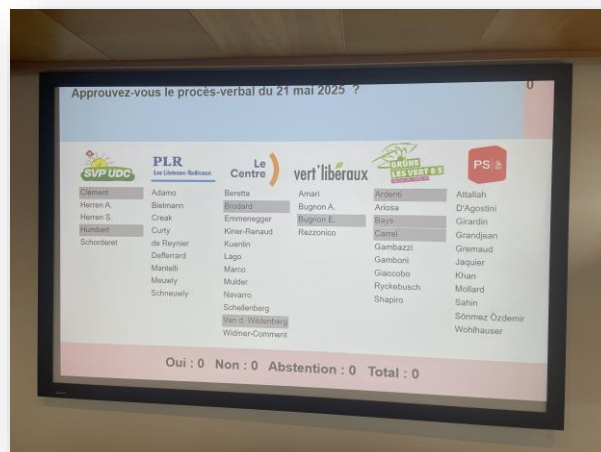 Approuvez-vous le procès-verbal du 21 mai 2025 ?
0
SVP UDC
Clément
Herren A.
Herren S.
Humbert
Schorderet
PLR
Les Libéraux-Radicaux
Adamo
Bielmann
Creak
Curty
de Reynier
Defferrard
Mantelli
Meuwly
Schneuwly
Le
Centre
Beretta
Brodard
Emmenegger
Kiner-Renaud
Kuenlin
Lago
Marco
Mulder
Navarro
Schellenberg
Van d. Wildenberg
Widmer-Comment
vert'libéraux
Amari
Bugnon A.
Bugnon E.
Rezzonico
GRÜNE
LES VERT·E·S
Ardenti
Ariosa
Bays
Carrel
Gambazzi
Gamboni
Giaccobo
Ryckebusch
Shapiro
PS
Attallah
D'Agostini
Girardin
Grandjean
Gremaud
Jaquier
Khan
Mollard
Sahin
Sönmez Özdemir
Wohlhauser
Oui : 0 Non : 0 Abstention : 0 Total : 0